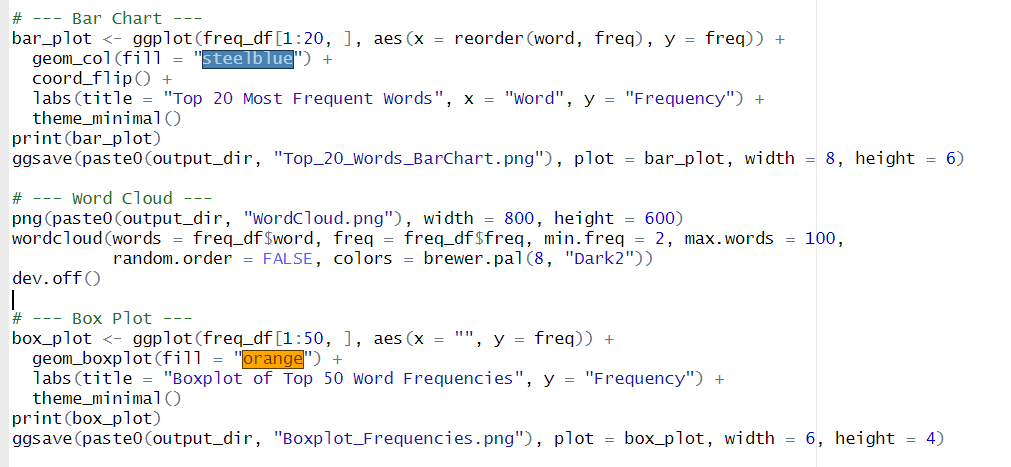 # --- Bar Chart ---
bar_plot <- ggplot(freq_df[1:20, ], aes(x = reorder(word, freq), y = freq)) +
  geom_col(fill = "steelblue") +
  coord_flip() +
  labs(title = "Top 20 Most Frequent Words", x = "Word", y = "Frequency") +
  theme_minimal()
print(bar_plot)
ggsave(paste0(output_dir, "Top_20_Words_BarChart.png"), plot = bar_plot, width = 8, height = 6)

# --- Word Cloud ---
png(paste0(output_dir, "WordCloud.png"), width = 800, height = 600)
wordcloud(words = freq_df$word, freq = freq_df$freq, min.freq = 2, max.words = 100,
          random.order = FALSE, colors = brewer.pal(8, "Dark2"))
dev.off()

# --- Box Plot ---
box_plot <- ggplot(freq_df[1:50, ], aes(x = "", y = freq)) +
  geom_boxplot(fill = "orange") +
  labs(title = "Boxplot of Top 50 Word Frequencies", y = "Frequency") +
  theme_minimal()
print(box_plot)
ggsave(paste0(output_dir, "Boxplot_Frequencies.png"), plot = box_plot, width = 6, height = 4)